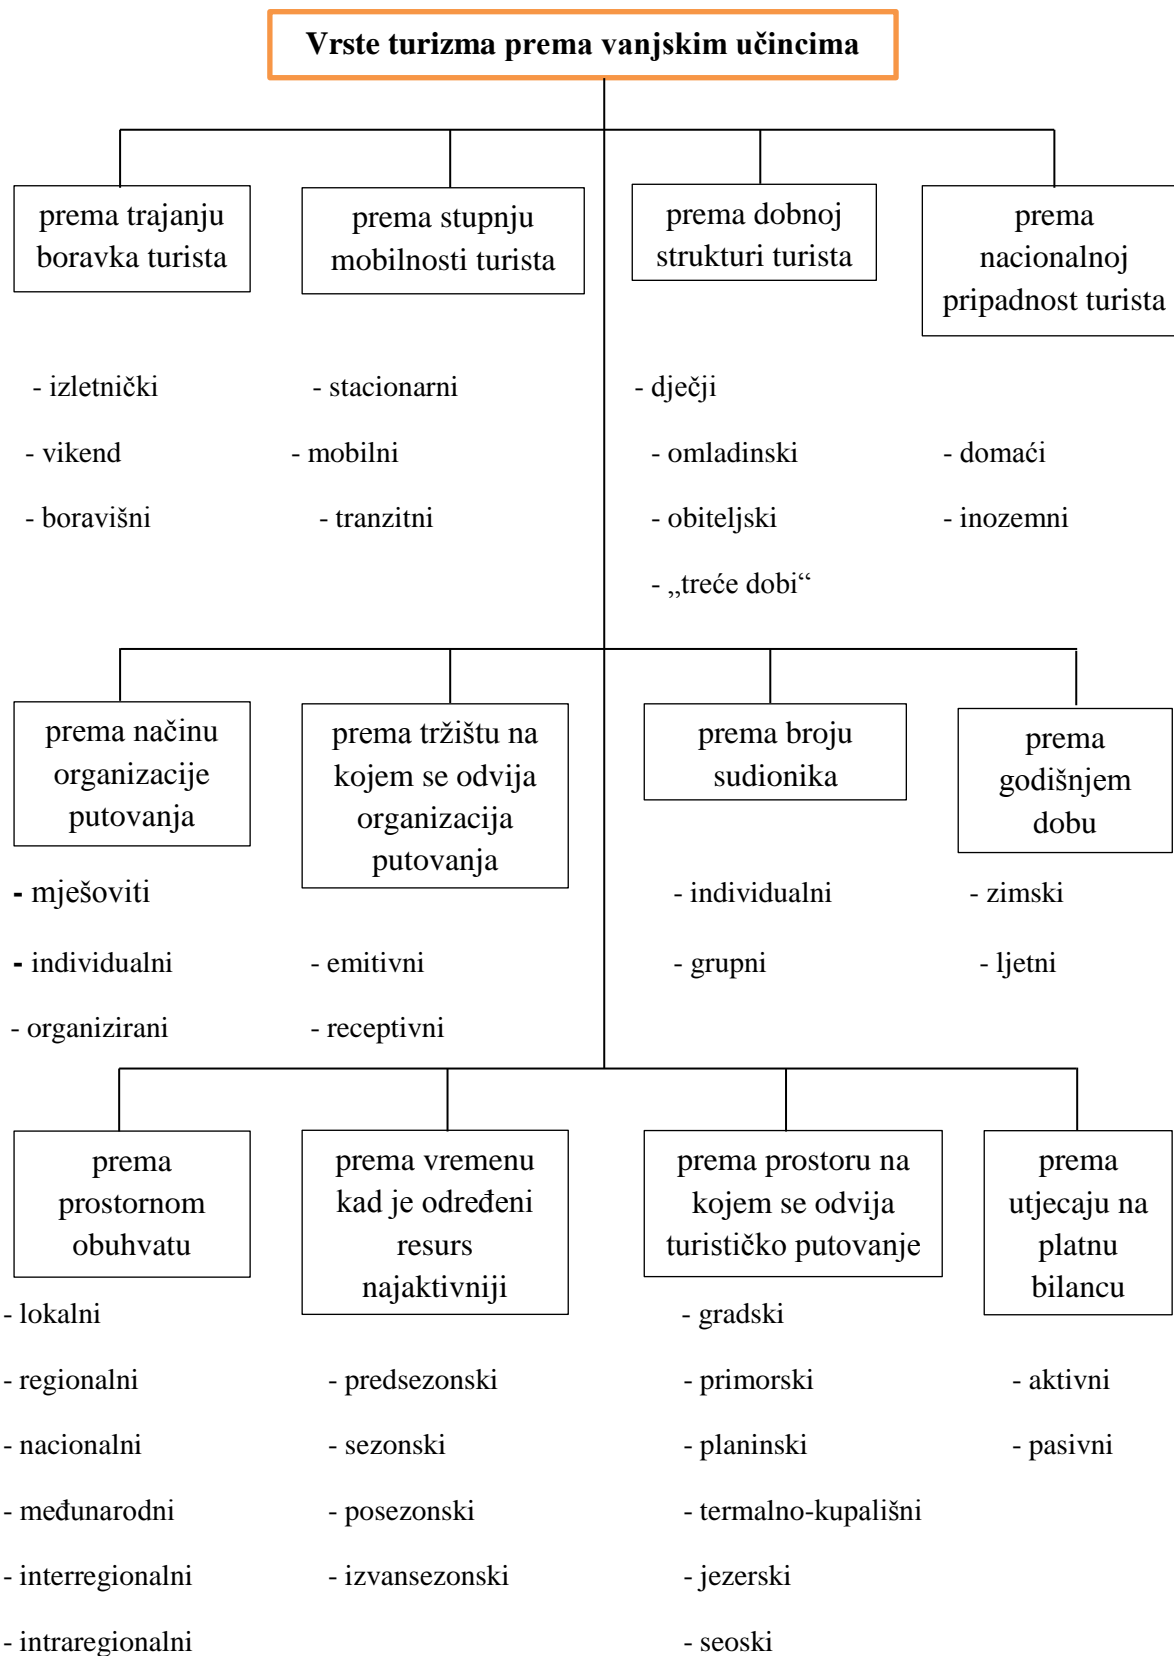 Vrste turizma prema vanjskim učincima
prema trajanju
boravka turista
prema stupnju
mobilnosti turista
prema dobnoj
strukturi turista
prema
nacionalnoj
pripadnost turista
- izletnički
- vikend
- boravišni
- stacionarni
- mobilni
- tranzitni
- dječji
- omladinski
- obiteljski
- „treće dobi“
- domaći
- inozemni
prema načinu
organizacije
putovanja
prema tržištu na
kojem se odvija
organizacija
putovanja
prema broju
sudionika
prema
godišnjem
dobu
- mješoviti
- individualni
- organizirani
- emitivni
- receptivni
- individualni
- grupni
- zimski
- ljetni
prema
prostornom
obuhvatu
prema vremenu
kad je određeni
resurs
najaktivniji
prema prostoru na
kojem se odvija
turističko putovanje
prema
utjecaju na
platnu
bilancu
- lokalni
- regionalni
- nacionalni
- međunarodni
- interregionalni
- intraregionalni
- predsezonski
- sezonski
- posezonski
- izvansezonski
- gradski
- primorski
- planinski
- termalno-kupališni
- jezerski
- seoski
- aktivni
- pasivni